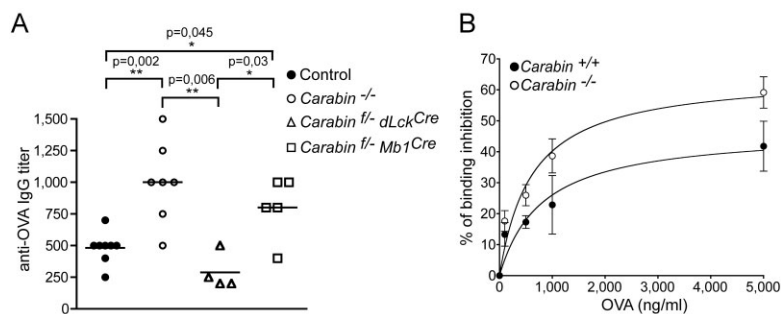 A
p=0,045
*
p=0,002
**
p=0,03
*
p=0,006
**
Control
Carabin -/-
Carabin f/- dLckCre
Carabin f/- Mb1Cre
anti-OVA IgG titer
1,500
1,250
1,000
750
500
250
0
B
Carabin +/+
Carabin -/-
% of binding inhibition
70
60
50
40
30
20
10
0
0 1,000 2,000 3,000 4,000 5,000
OVA (ng/ml)